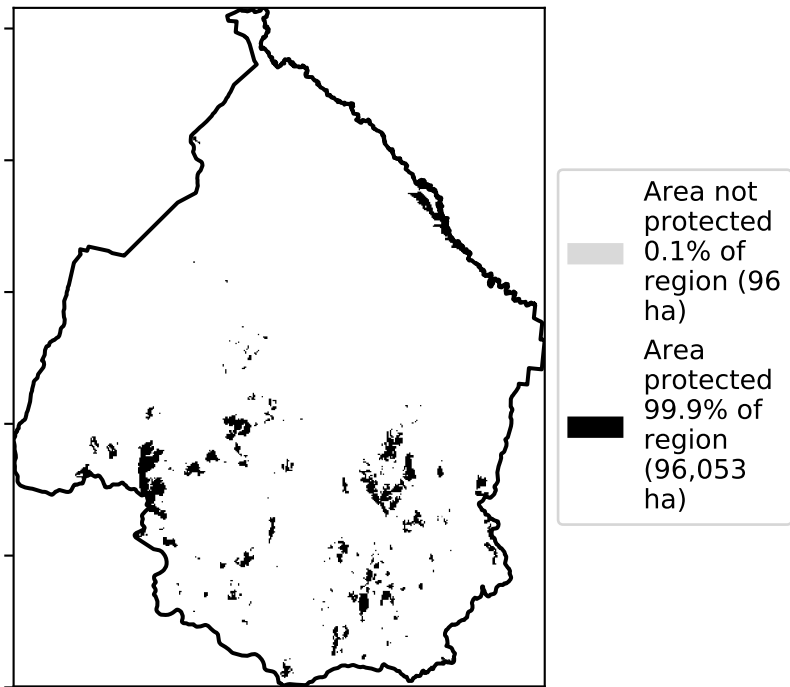 Area not
protected
0.1% of
region (96
ha)
Area
protected
99.9% of
region
(96,053
ha)